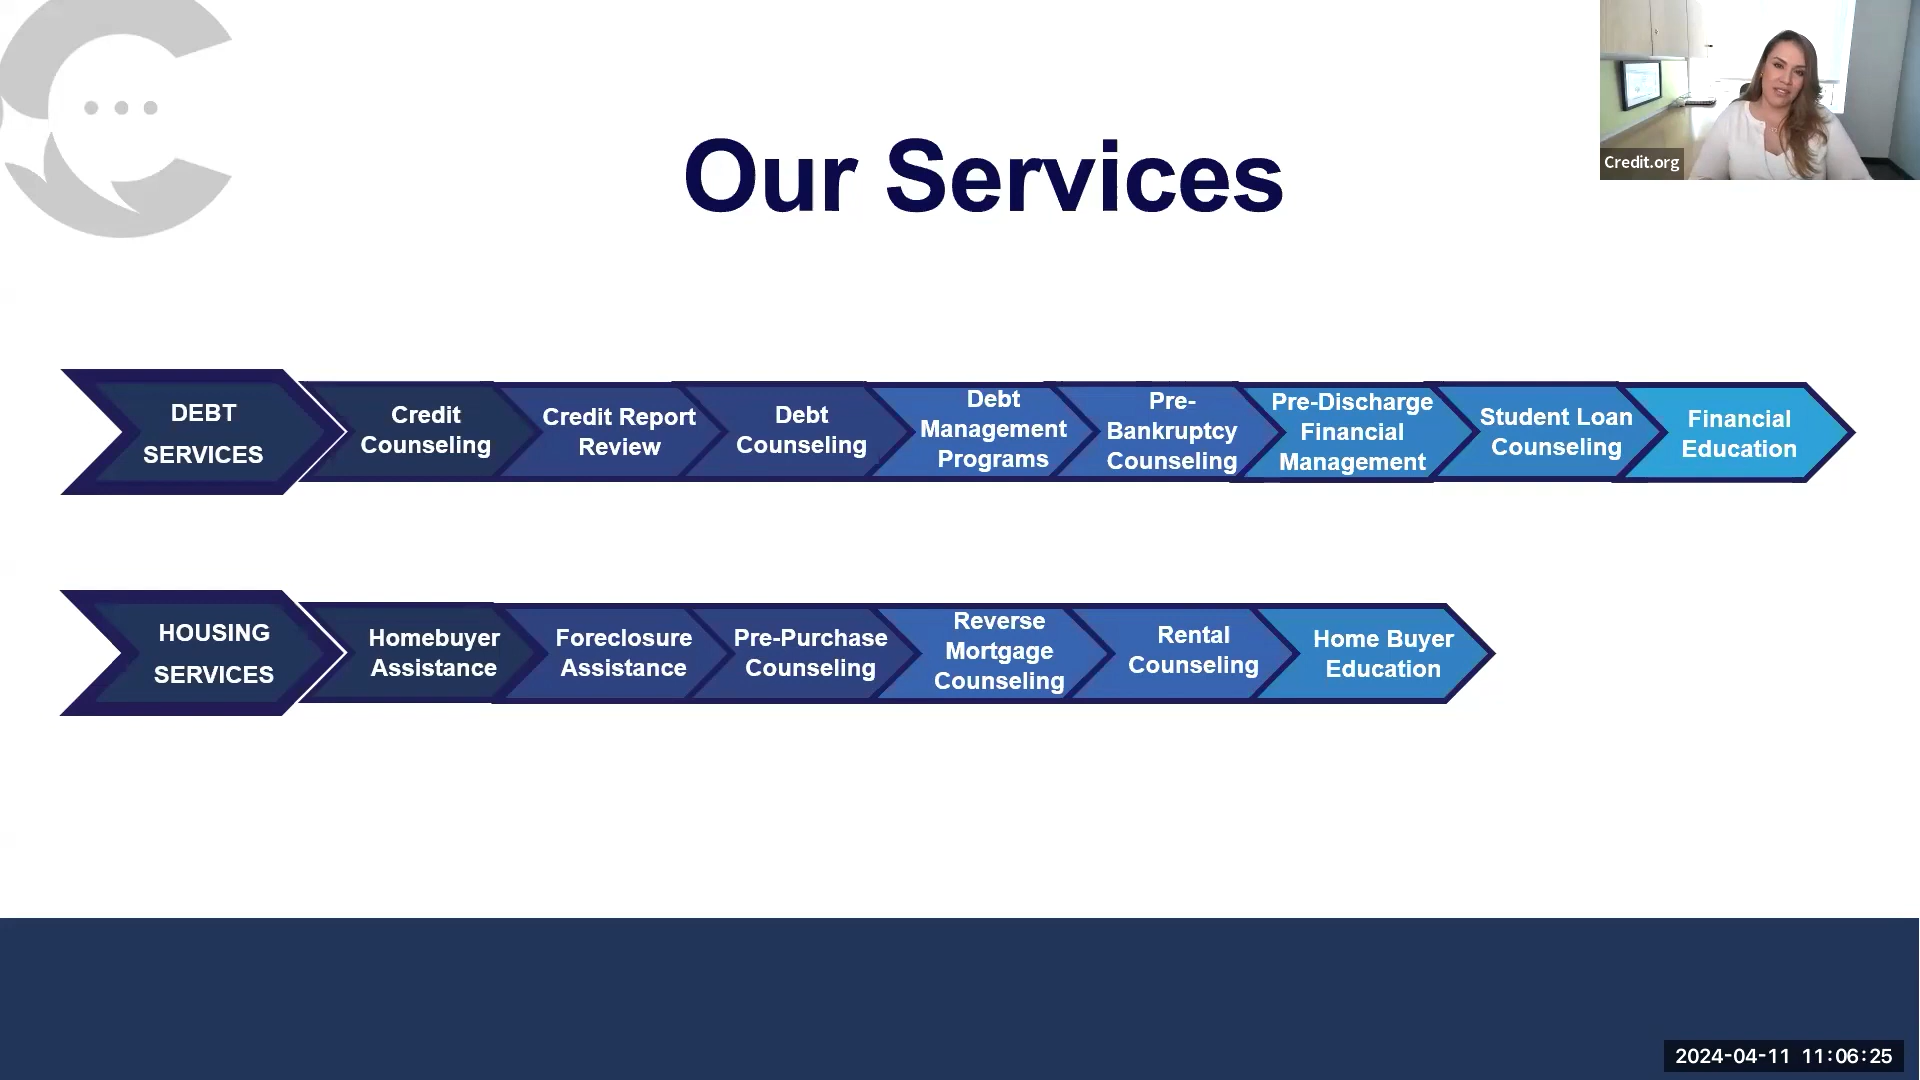 Credit.org
Our Services
DEBT
SERVICES
Credit
Counseling
Credit Report
Review
Debt
Counseling
Debt
Management
Programs
Pre-
Bankruptcy
Counseling
Pre-Discharge
Financial
Management
Student Loan
Counseling
Financial
Education
HOUSING
SERVICES
Homebuyer
Assistance
Foreclosure
Assistance
Pre-Purchase
Counseling
Reverse
Mortgage
Counseling
Rental
Counseling
Home Buyer
Education
2024-04-11 11:06:25